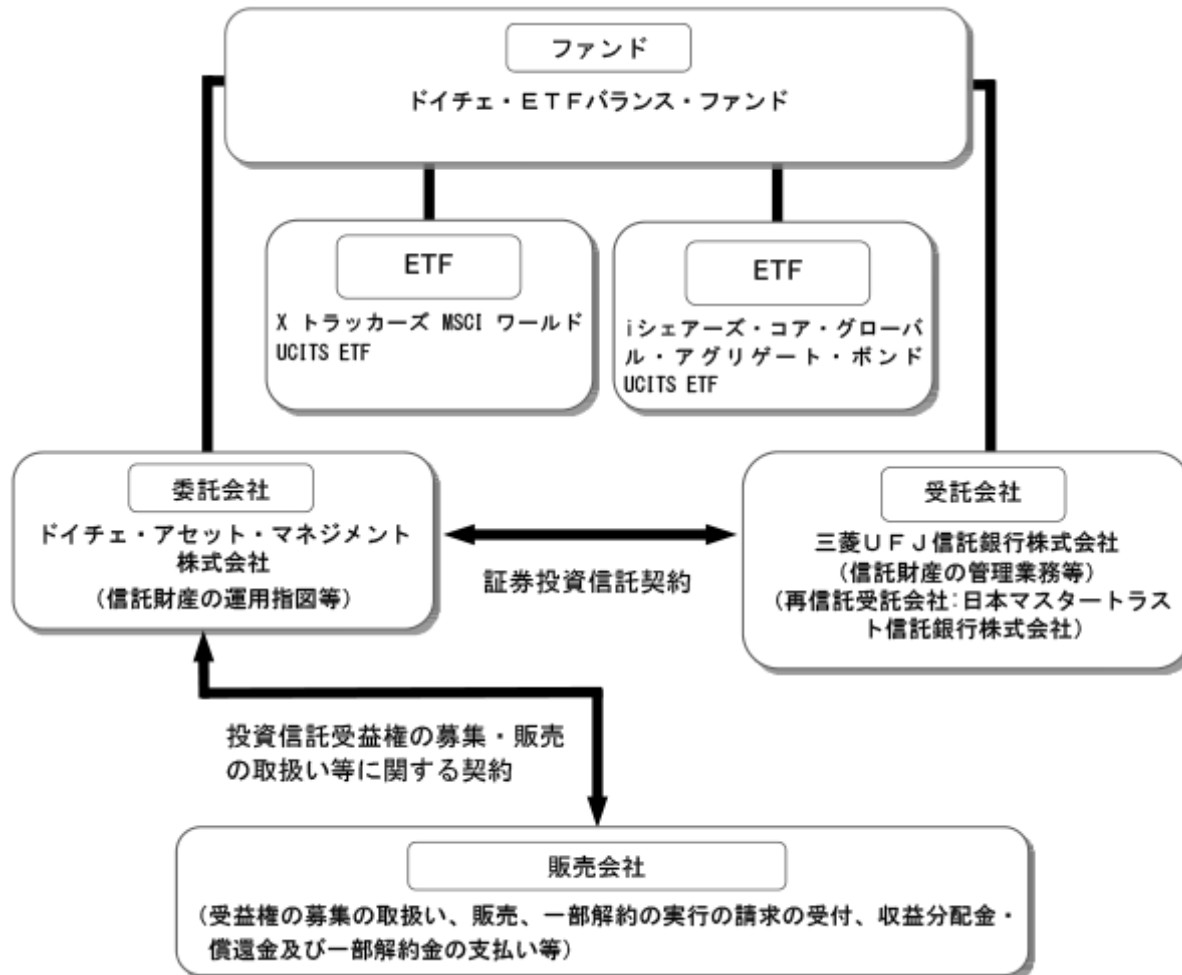 ファンド
ドイチェ・ＥＴＦバランス・ファンド
ETF
X トラッカーズ MSCI ワールド
UCITS ETF
ETF
iシェアーズ・コア・グローバ
ル・アグリゲート・ボンド
UCITS ETF
委託会社
ドイチェ・アセット・マネジメント
株式会社
(信託財産の運用指図等)
証券投資信託契約
受託会社
三菱ＵＦＪ信託銀行株式会社
(信託財産の管理業務等)
(再信託受託会社:日本マスタートラス
ト信託銀行株式会社)
投資信託受益権の募集・販売
の取扱い等に関する契約
販売会社
(受益権の募集の取扱い、販売、一部解約の実行の請求の受付、収益分配金・
償還金及び一部解約金の支払い等)